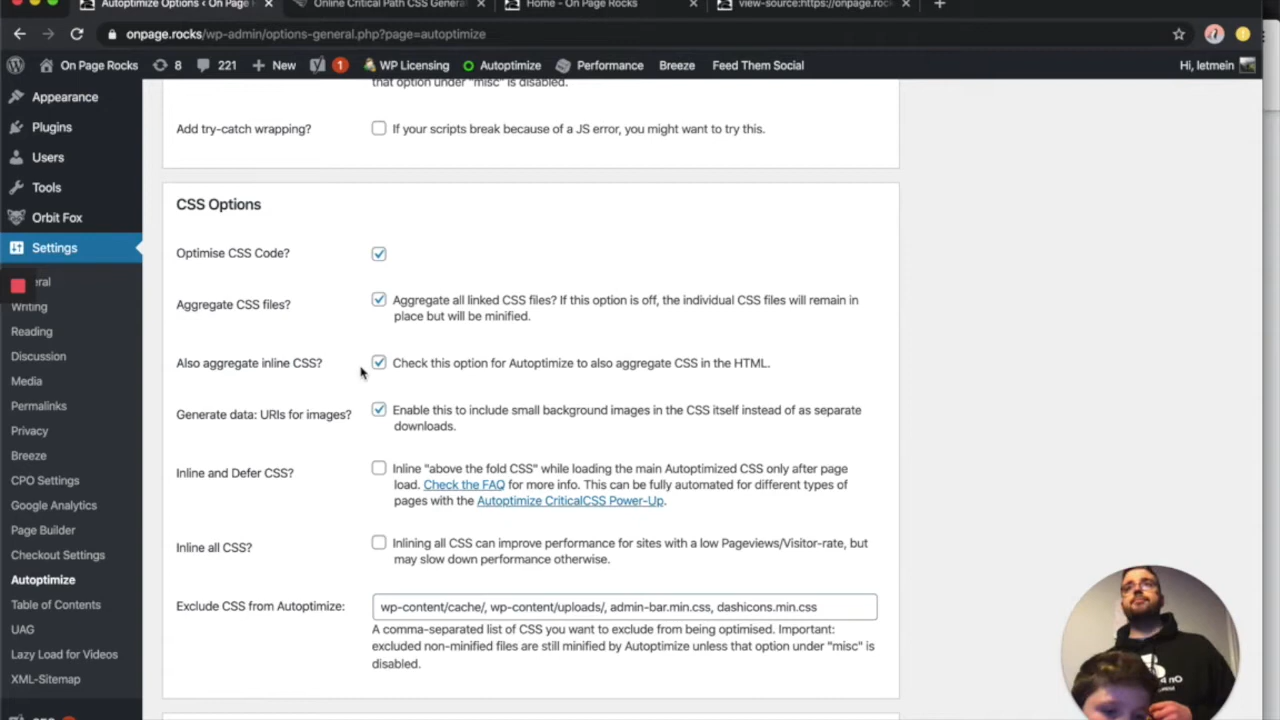 Autoptimize Options ‹ On Page
Online Critical Path CSS Genera
Home - On Page Rocks
view-source:https://onpage.rock
onpage.rocks/wp-admin/options-general.php?page=autoptimize
On Page Rocks
8
221
New
1
WP Licensing
Autoptimize
Performance
Breeze
Feed Them Social
Hi, letmein
Appearance
Plugins
Users
Tools
Orbit Fox
Settings
eral
Writing
Reading
Discussion
Media
Permalinks
Privacy
Breeze
CPO Settings
Google Analytics
Page Builder
Checkout Settings
Autoptimize
Table of Contents
UAG
Lazy Load for Videos
XML-Sitemap
that option under "misc" is disabled.
Add try-catch wrapping?
If your scripts break because of a JS error, you might want to try this.
CSS Options
Optimise CSS Code?
Aggregate CSS files?
Aggregate all linked CSS files? If this option is off, the individual CSS files will remain in
place but will be minified.
Also aggregate inline CSS?
Check this option for Autoptimize to also aggregate CSS in the HTML.
Generate data: URIs for images?
Enable this to include small background images in the CSS itself instead of as separate
downloads.
Inline and Defer CSS?
Inline "above the fold CSS" while loading the main Autoptimized CSS only after page
load. Check the FAQ for more info. This can be fully automated for different types of
pages with the Autoptimize CriticalCSS Power-Up.
Inline all CSS?
Inlining all CSS can improve performance for sites with a low Pageviews/Visitor-rate, but
may slow down performance otherwise.
Exclude CSS from Autoptimize:
wp-content/cache/, wp-content/uploads/, admin-bar.min.css, dashicons.min.css
A comma-separated list of CSS you want to exclude from being optimised. Important:
excluded non-minified files are still minified by Autoptimize unless that option under "misc" is
disabled.